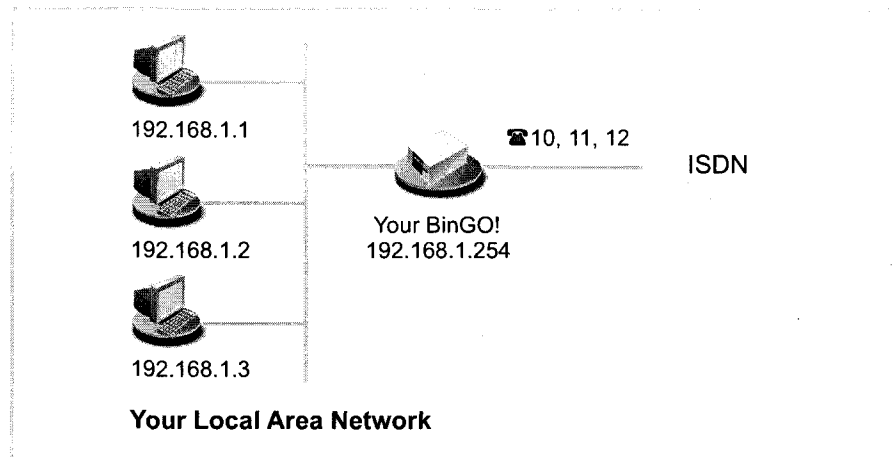 192.168.1.1
☎10, 11, 12
ISDN
Your BinGO!
192.168.1.254
192.168.1.2
192.168.1.3
Your Local Area Network